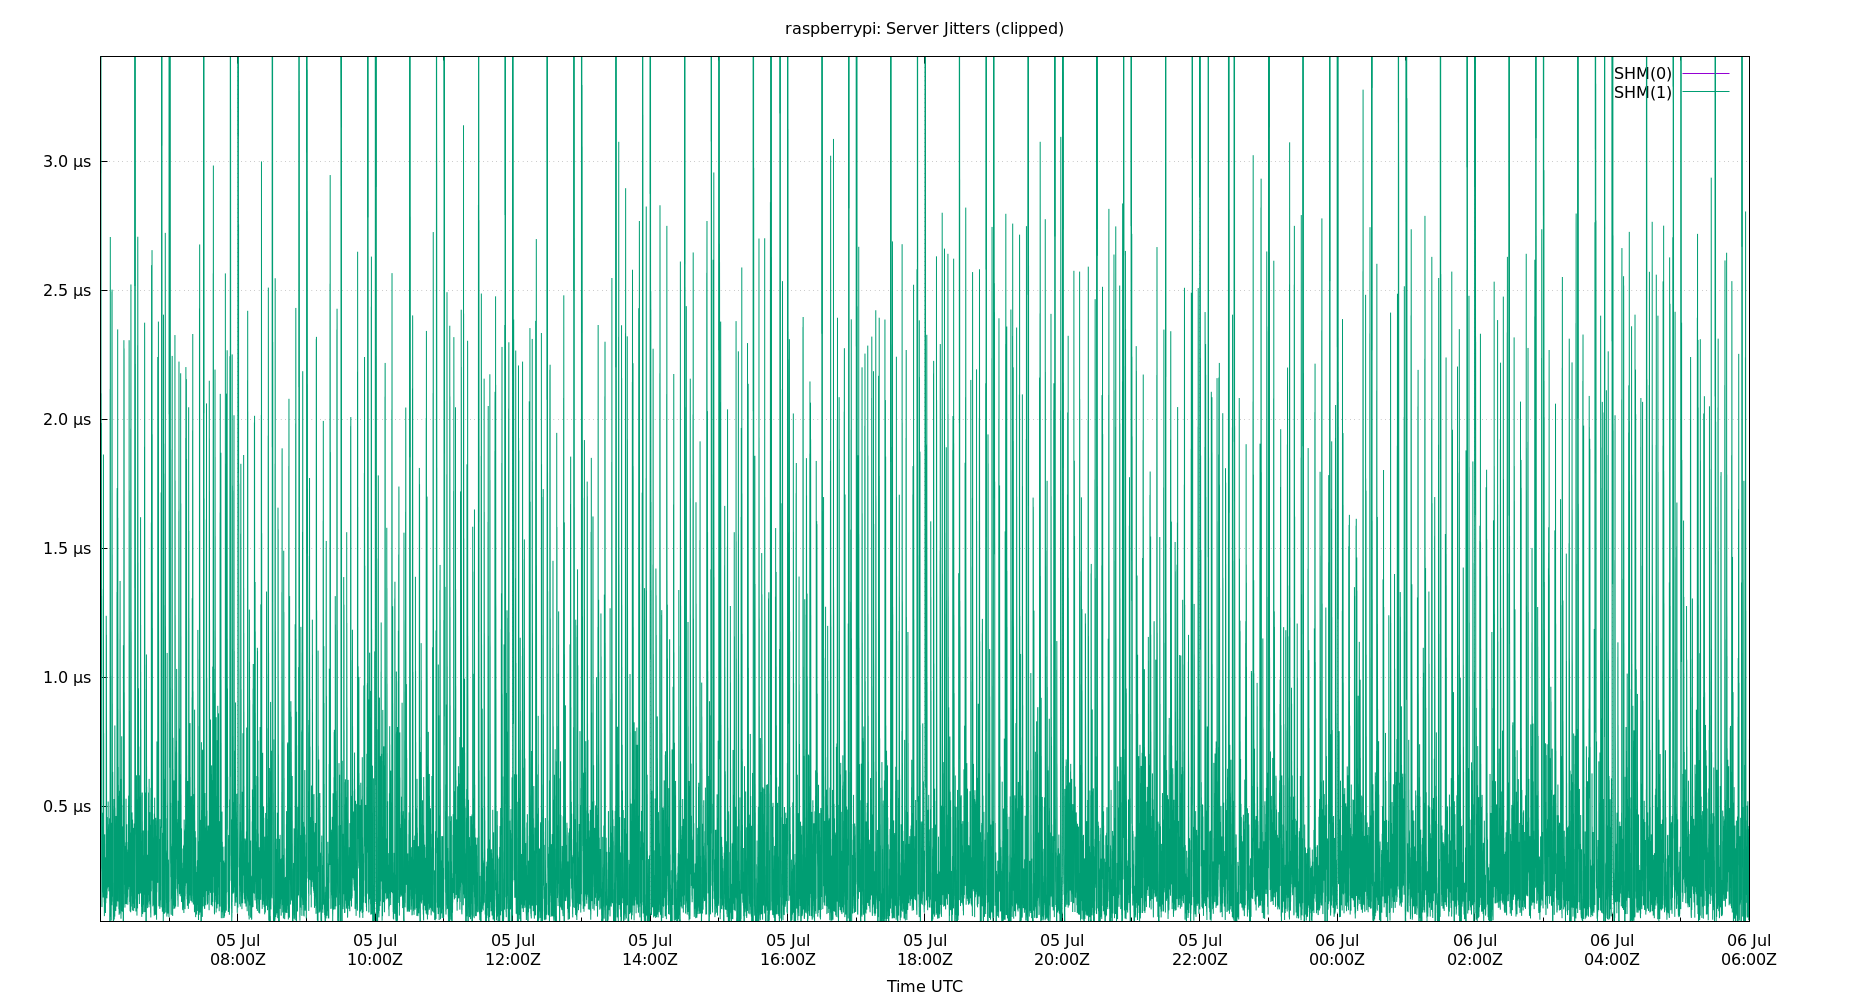 raspberrypi: Server Jitters (clipped)
SHM(0)
SHM(1)
3.0 µs
2.5 µs
2.0 µs
1.5 µs
1.0 µs
0.5 µs
05 Jul 05 Jul 05 Jul 05 Jul 05 Jul 05 Jul 05 Jul 05 Jul 06 Jul 06 Jul 06 Jul 06 Jul
08:00Z 10:00Z 12:00Z 14:00Z 16:00Z 18:00Z 20:00Z 22:00Z 00:00Z 02:00Z 04:00Z 06:00Z
Time UTC